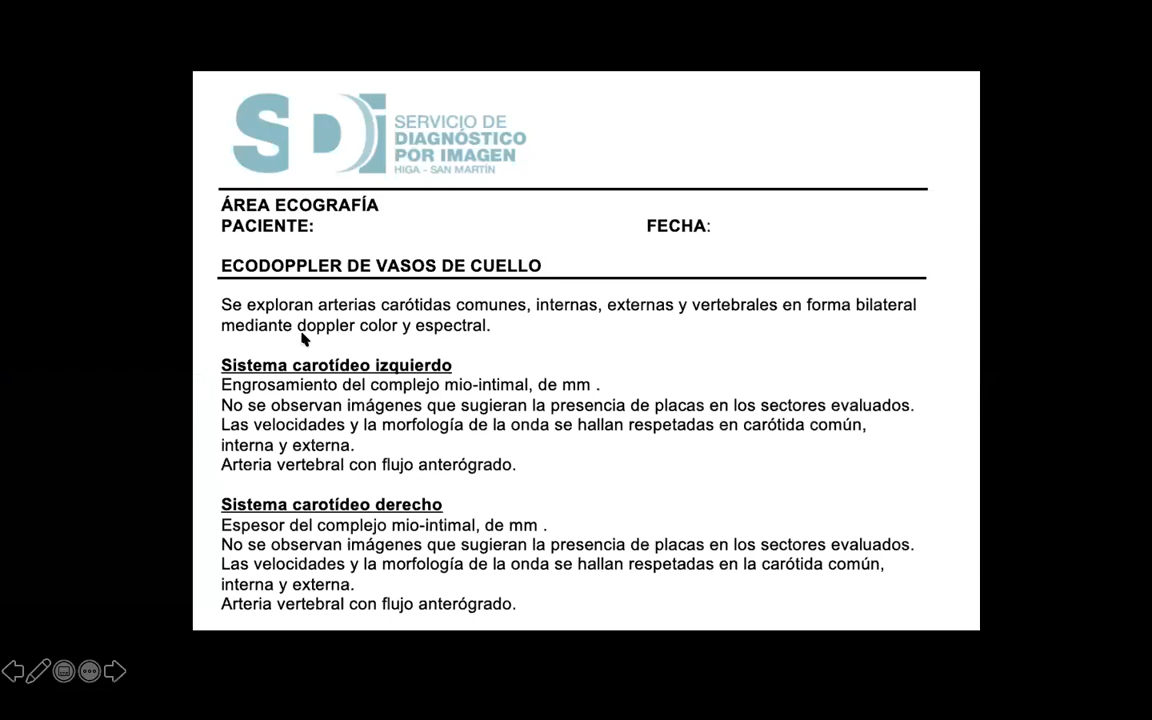 SDi
SERVICIO DE
DIAGNÓSTICO
POR IMAGEN
HIGA - SAN MARTÍN
ÁREA ECOGRAFÍA
PACIENTE: FECHA:
ECODOPPLER DE VASOS DE CUELLO
Se exploran arterias carótidas comunes, internas, externas y vertebrales en forma bilateral
mediante doppler color y espectral.
Sistema carotídeo izquierdo
Engrosamiento del complejo mio-intimal, de mm .
No se observan imágenes que sugieran la presencia de placas en los sectores evaluados.
Las velocidades y la morfología de la onda se hallan respetadas en carótida común,
interna y externa.
Arteria vertebral con flujo anterógrado.
Sistema carotídeo derecho
Espesor del complejo mio-intimal, de mm .
No se observan imágenes que sugieran la presencia de placas en los sectores evaluados.
Las velocidades y la morfología de la onda se hallan respetadas en la carótida común,
interna y externa.
Arteria vertebral con flujo anterógrado.